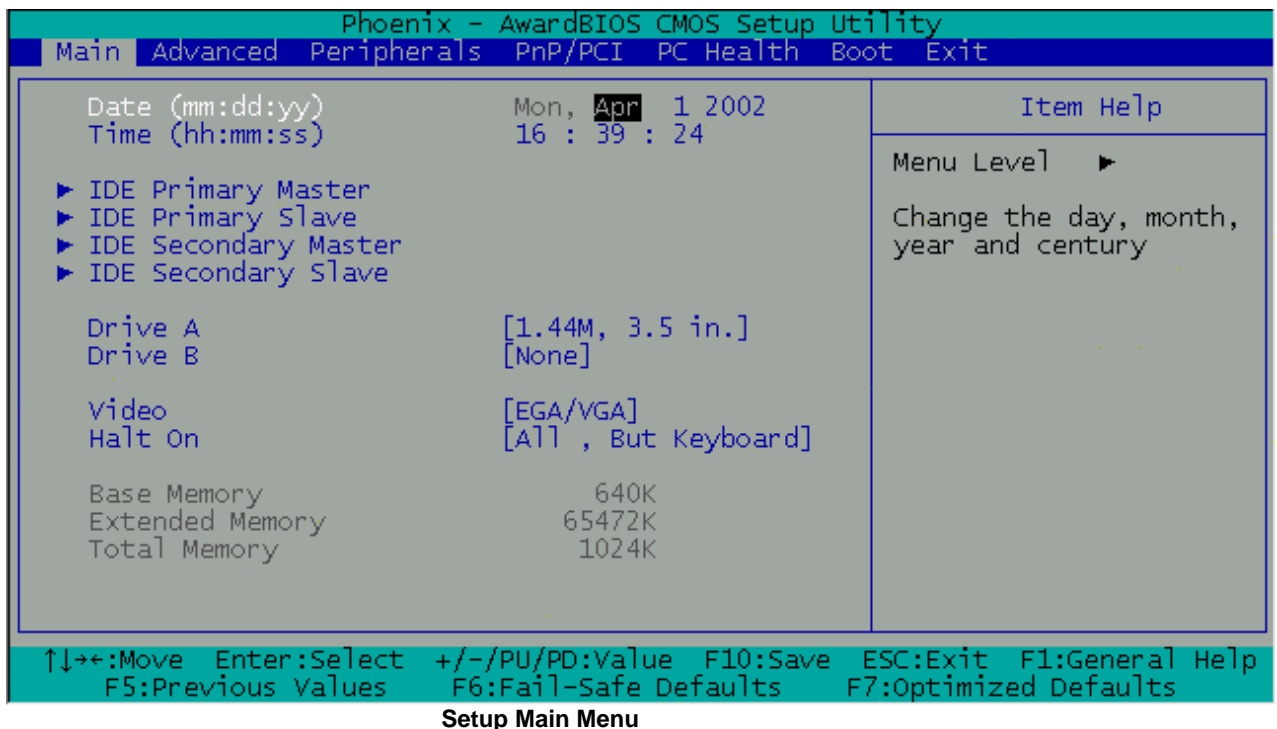 Phoenix - AwardBIOS CMOS Setup Utility
Main Advanced Peripherals PnP/PCI PC Health Boot Exit
Date (mm:dd:yy) Mon, Apr 1 2002
Time (hh:mm:ss) 16 : 39 : 24
► IDE Primary Master
► IDE Primary Slave
► IDE Secondary Master
► IDE Secondary Slave
Drive A [1.44M, 3.5 in.]
Drive B [None]
Video [EGA/VGA]
Halt On [All , But Keyboard]
Base Memory 640K
Extended Memory 65472K
Total Memory 1024K
Item Help
Menu Level ►
Change the day, month,
year and century
↑↓→←:Move Enter:Select +/-/PU/PD:Value F10:Save ESC:Exit F1:General Help
F5:Previous Values F6:Fail-Safe Defaults F7:Optimized Defaults
Setup Main Menu